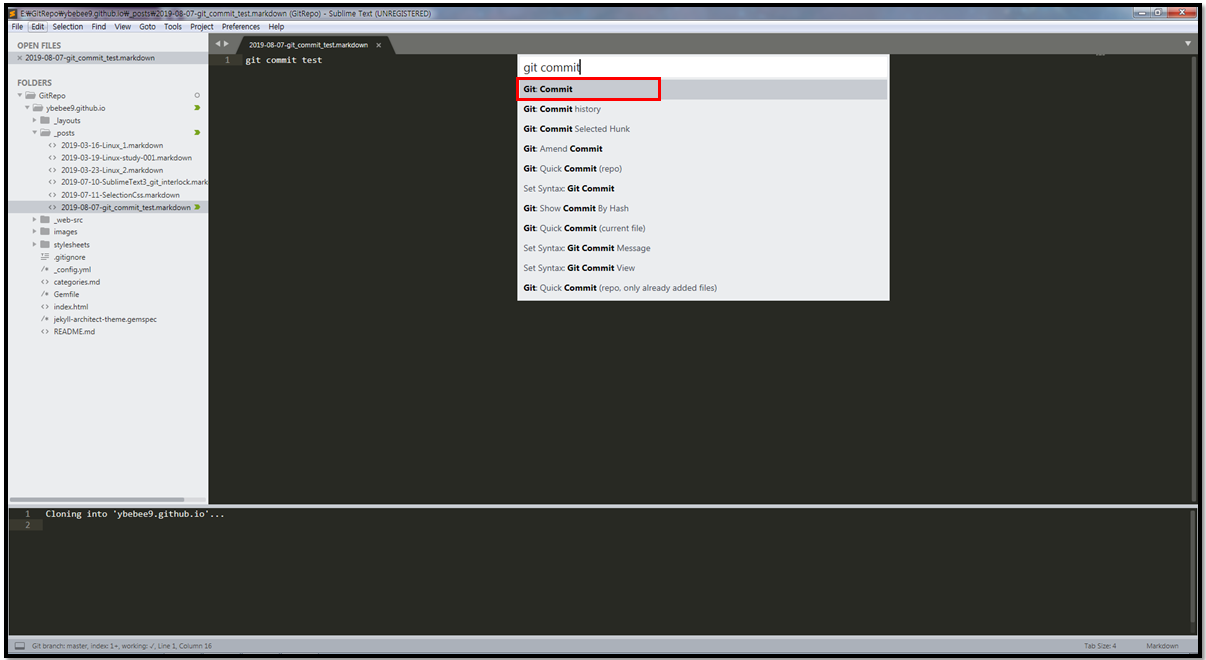 E:₩GitRepo₩ybebee9.github.io₩_posts₩2019-08-07-git_commit_test.markdown (GitRepo) - Sublime Text (UNREGISTERED)
File Edit Selection Find View Goto Tools Project Preferences Help
OPEN FILES
2019-08-07-git_commit_test.markdown
FOLDERS
GitRepo
ybebee9.github.io
_layouts
_posts
2019-03-16-Linux_1.markdown
2019-03-19-Linux-study-001.markdown
2019-03-23-Linux_2.markdown
2019-07-10-SublimeText3_git_interlock.mark
2019-07-11-SelectionCss.markdown
2019-08-07-git_commit_test.markdown
_web-src
images
stylesheets
.gitignore
_config.yml
categories.md
Gemfile
index.html
jekyll-architect-theme.gemspec
README.md
2019-08-07-git_commit_test.markdown
1 git commit test
git commit
Git: Commit
Git: Commit history
Git: Commit Selected Hunk
Git: Amend Commit
Git: Quick Commit (repo)
Set Syntax: Git Commit
Git: Show Commit By Hash
Git: Quick Commit (current file)
Set Syntax: Git Commit Message
Set Syntax: Git Commit View
Git: Quick Commit (repo, only already added files)
1 Cloning into 'ybebee9.github.io'...
2
Git branch: master, index: 1+, working: ✓, Line 1, Column 16
Tab Size: 4
Markdown